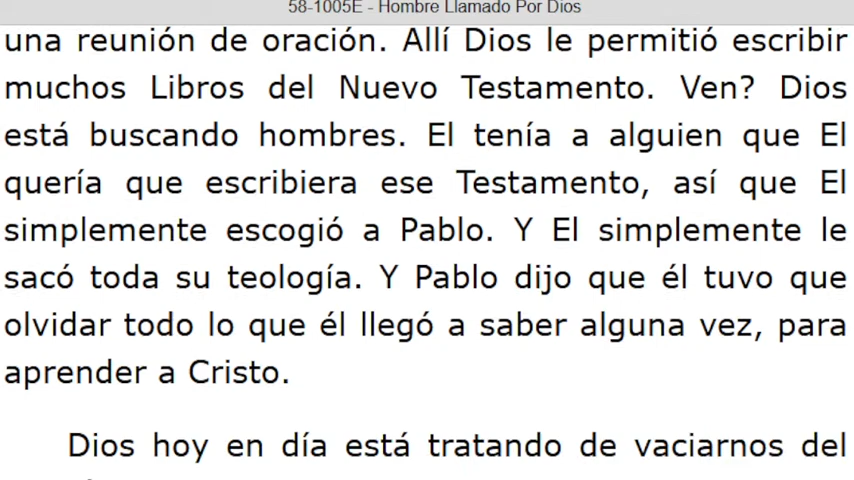 58-1005E - Hombre Llamado Por Dios
una reunión de oración. Allí Dios le permitió escribir
muchos Libros del Nuevo Testamento. Ven? Dios
está buscando hombres. El tenía a alguien que El
quería que escribiera ese Testamento, así que El
simplemente escogió a Pablo. Y El simplemente le
sacó toda su teología. Y Pablo dijo que él tuvo que
olvidar todo lo que él llegó a saber alguna vez, para
aprender a Cristo.
Dios hoy en día está tratando de vaciarnos del